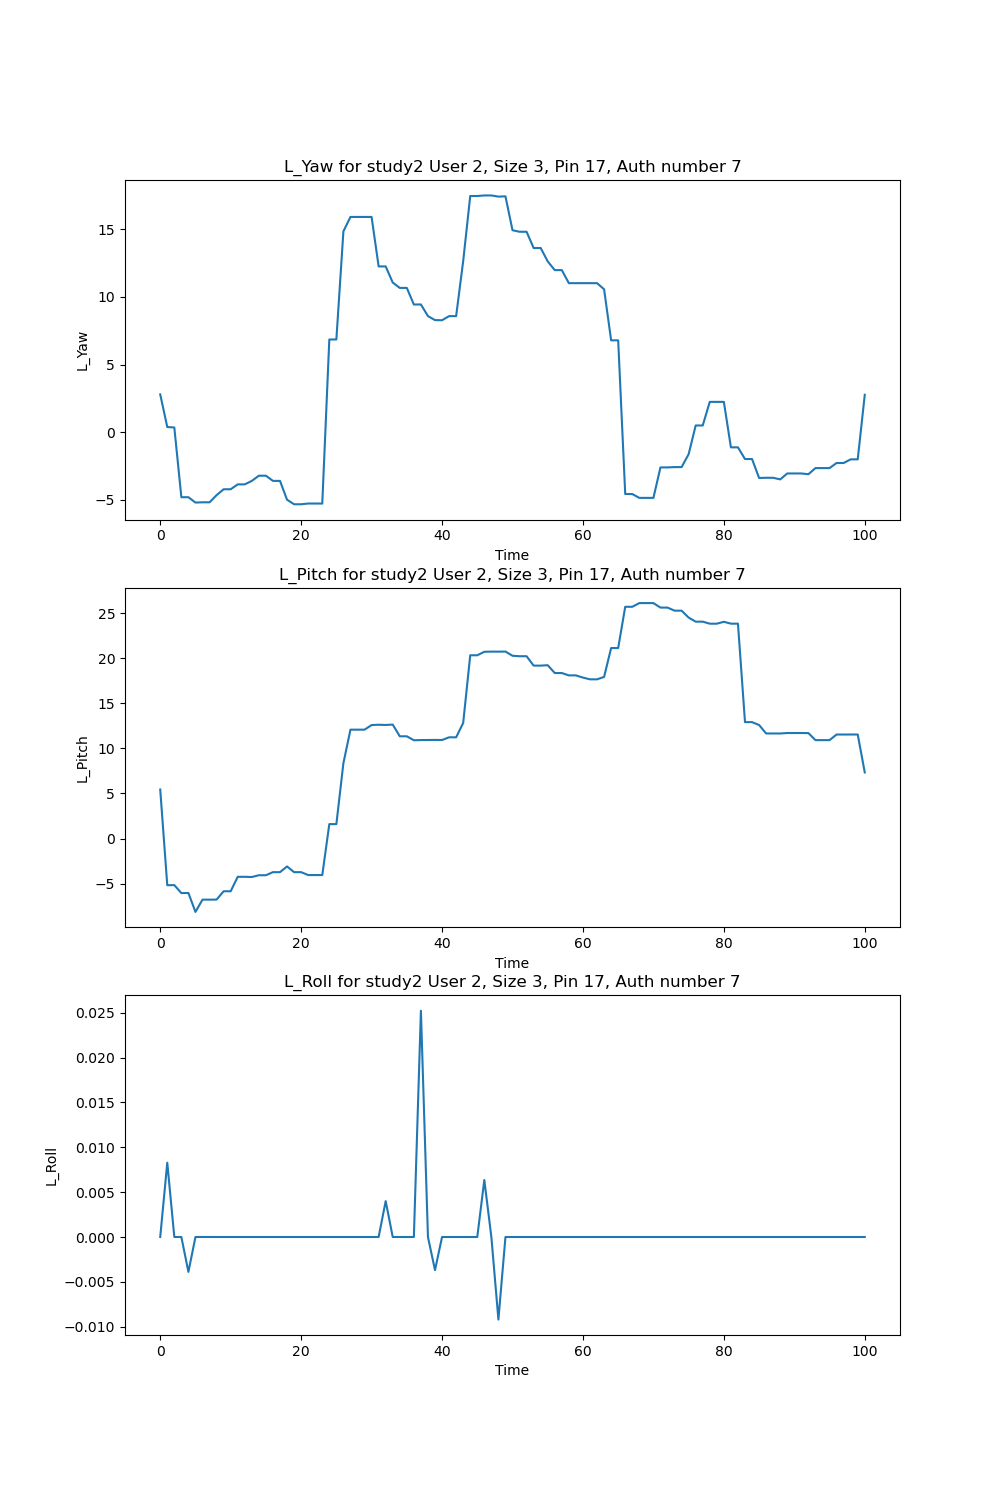 L_Yaw for study2 User 2, Size 3, Pin 17, Auth number 7
15
10
5
0
−5
L_Yaw
0 20 40 60 80 100
Time
L_Pitch for study2 User 2, Size 3, Pin 17, Auth number 7
25
20
15
10
5
0
−5
L_Pitch
0 20 40 60 80 100
Time
L_Roll for study2 User 2, Size 3, Pin 17, Auth number 7
0.025
0.020
0.015
0.010
0.005
0.000
−0.005
−0.010
L_Roll
0 20 40 60 80 100
Time